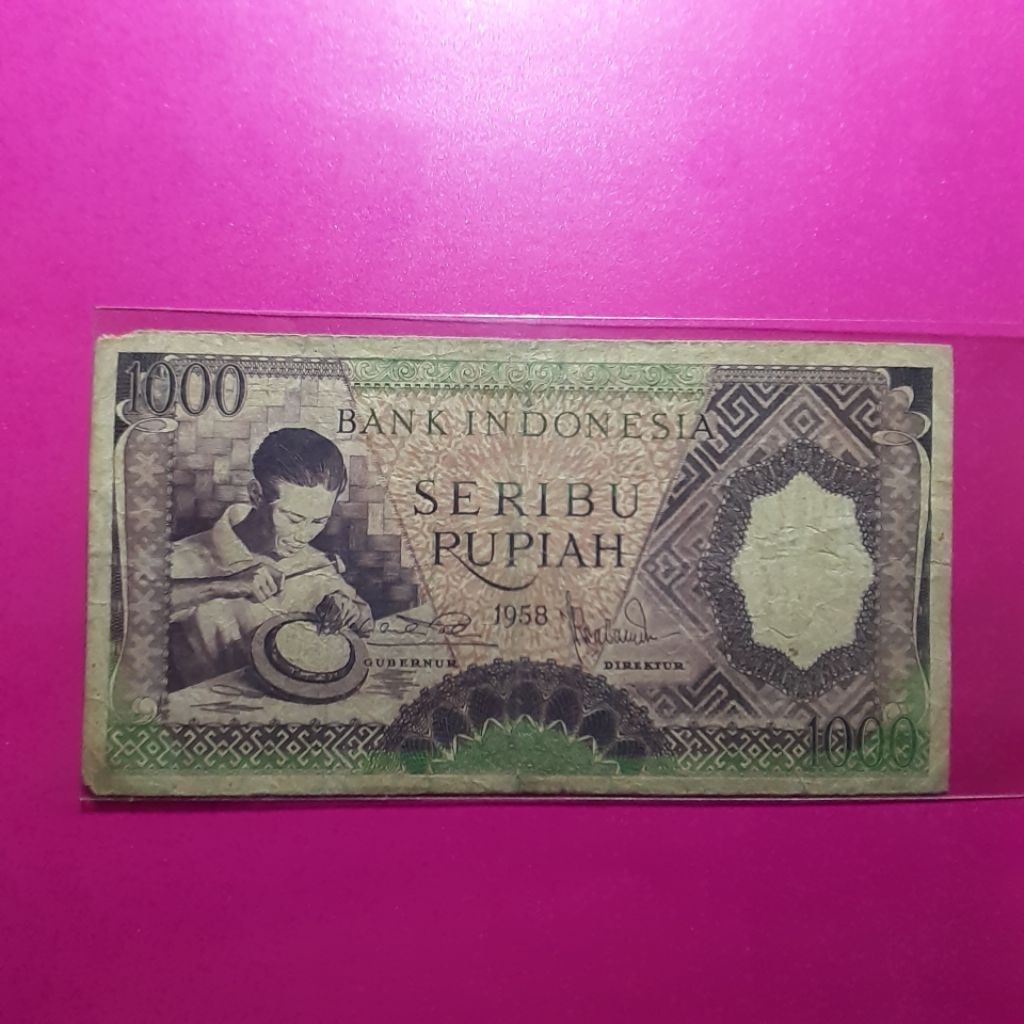 1000
BANK INDONESIA
SERIBU
RUPIAH
1958
GUBERNUR
DIREKTUR
1000